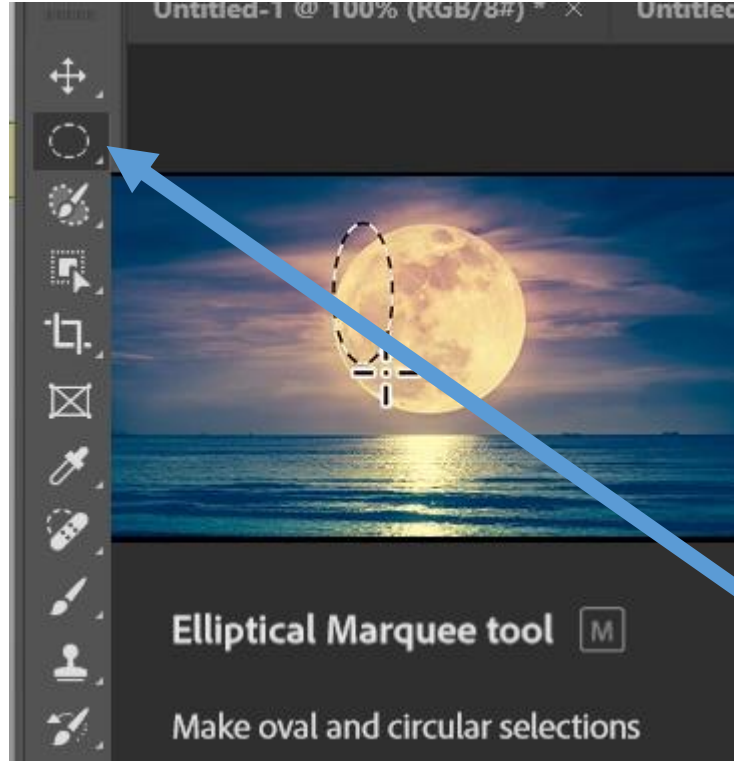 Untitled-1 @ 100% (RGB/8#) * × Untitled
Elliptical Marquee tool M
Make oval and circular selections